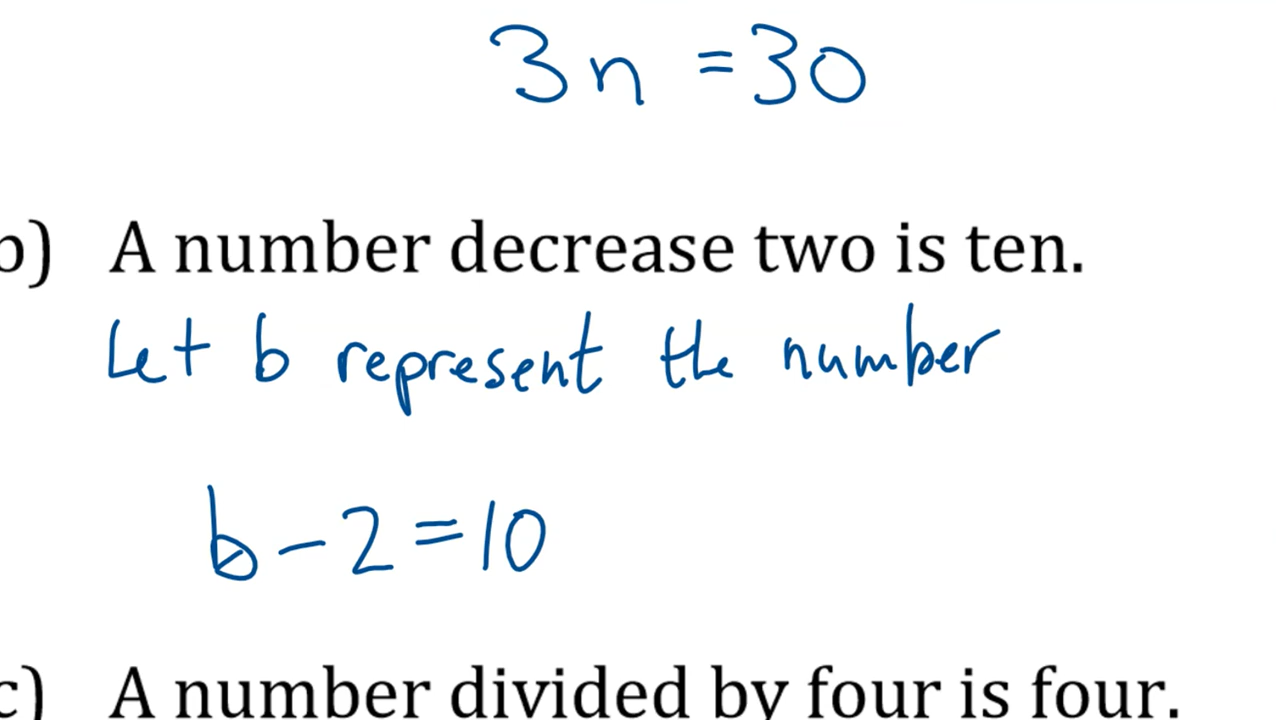 3n = 30
b) A number decrease two is ten.
Let b represent the number
b - 2 = 10
c) A number divided by four is four.